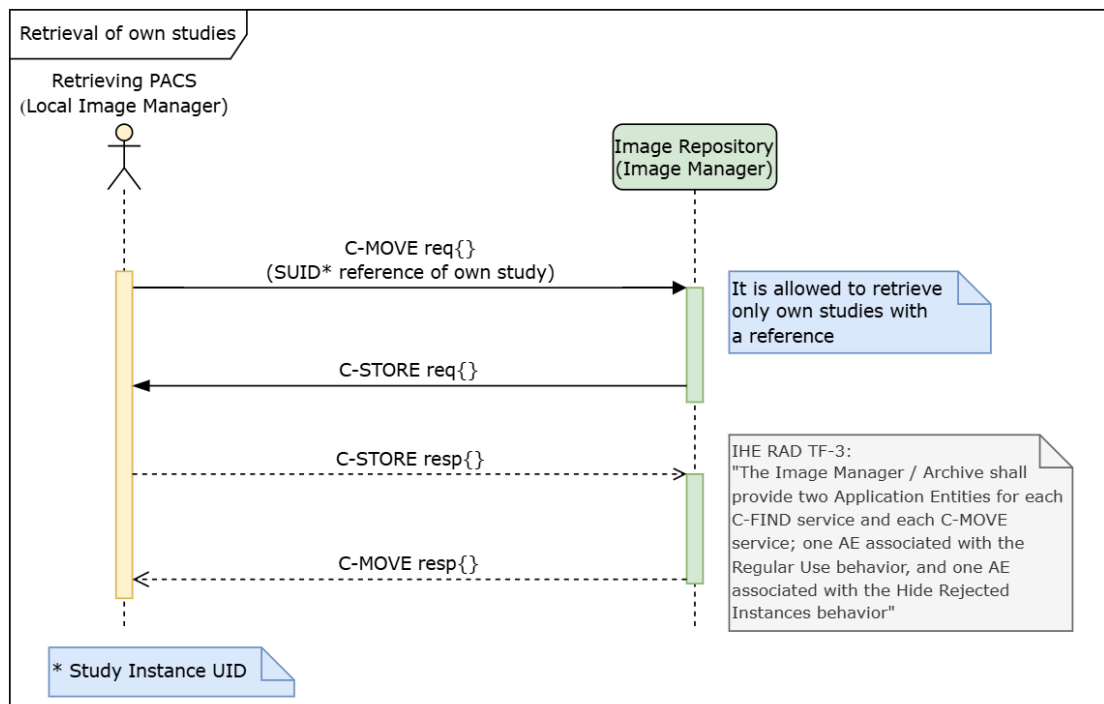 Retrieval of own studies
Retrieving PACS
(Local Image Manager)
Image Repository
(Image Manager)
C-MOVE req{}
(SUID* reference of own study)
It is allowed to retrieve
only own studies with
a reference
C-STORE req{}
C-STORE resp{}
IHE RAD TF-3:
"The Image Manager / Archive shall
provide two Application Entities for each
C-FIND service and each C-MOVE
service; one AE associated with the
Regular Use behavior, and one AE
associated with the Hide Rejected
Instances behavior"
C-MOVE resp{}
* Study Instance UID